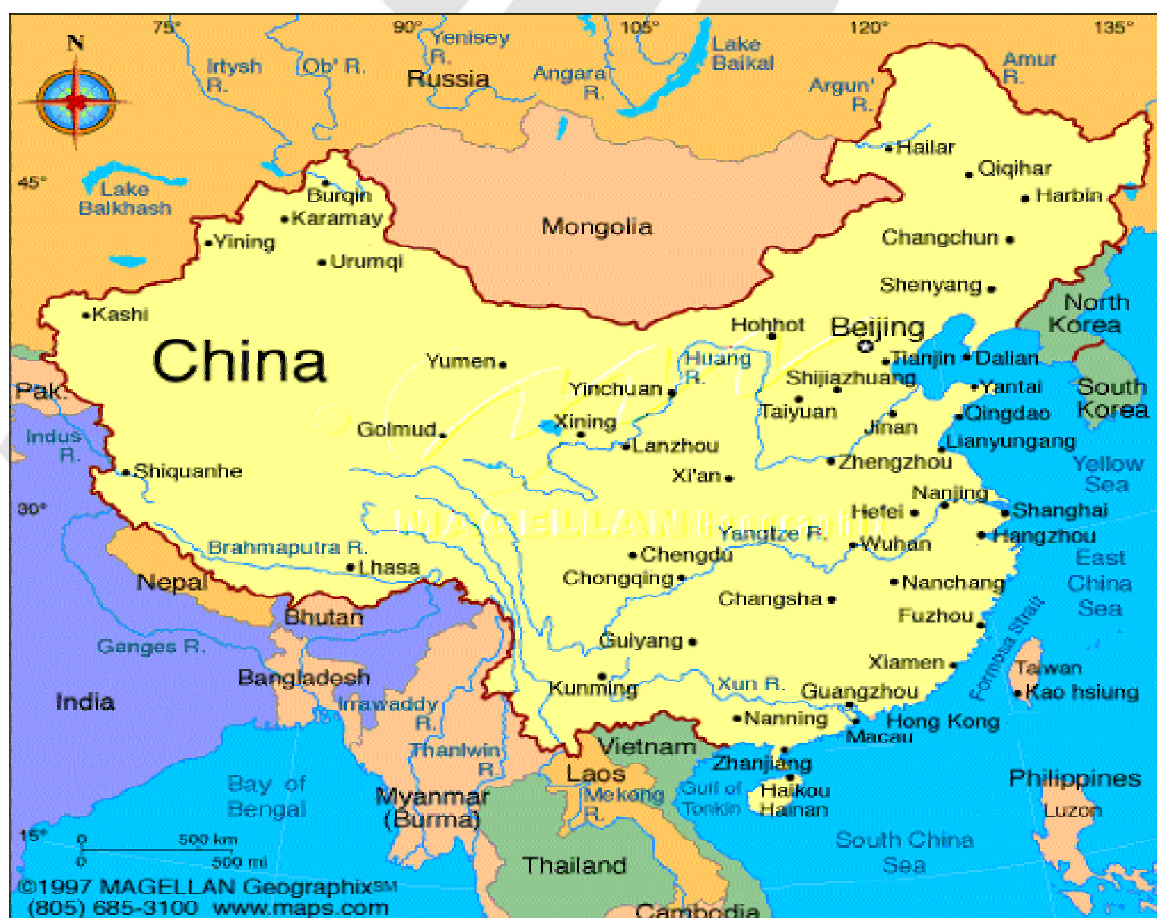 75°
90°
105°
120°
135°
N
Irtysh
R.
Ob' R.
Yenisey
R.
Russia
Angara
R.
Lake
Baikal
Argun'
R.
Amur
R.
Hailar
Qiqihar
Harbin
45°
Lake
Balkhash
Burqin
Karamay
Yining
Urumqi
Mongolia
Changchun
Shenyang
Kashi
China
Yumen
Hohhot
Beijing
Huang
R.
Tianjin
Dalian
North
Korea
Pak.
Yinchuan
Shijiazhuang
Taiyuan
Yantai
South
Korea
Golmud
Xining
Lanzhou
Jinan
Qingdao
Lianyungang
Indus
R.
Shiquanhe
Xi'an
Zhengzhou
Yellow
Sea
30°
MAGELLAN Geographix
Hefei
Nanjing
Shanghai
Brahmaputra R.
Lhasa
Yangtze R.
Wuhan
Hangzhou
Nepal
Chengdu
Chongqing
Nanchang
East
China
Sea
Bhutan
Changsha
Fuzhou
Ganges R.
Guiyang
Formosa Strait
Bangladesh
Kunming
Xun R.
Xiamen
Taiwan
Kao hsiung
India
Irrawaddy
R.
Guangzhou
Nanning
Hong Kong
Macau
Thanlwin
R.
Vietnam
Zhanjiang
Laos
Bay of
Bengal
Myanmar
(Burma)
Mekong
R.
Gulf of
Tonkin
Haikou
Hainan
Philippines
Luzon
15°
0
500 km
0
500 mi
Thailand
South China
Sea
©1997 MAGELLAN Geographix℠
(805) 685-3100 www.maps.com
Cambodia